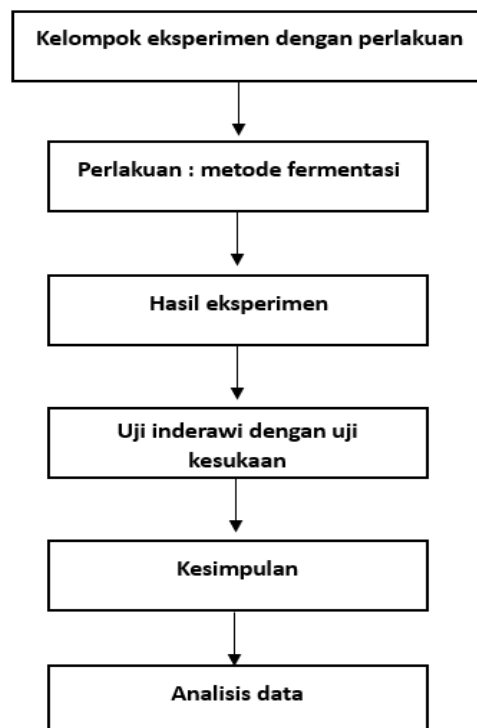 Kelompok eksperimen dengan perlakuan
Perlakuan : metode fermentasi
Hasil eksperimen
Uji inderawi dengan uji
kesukaan
Kesimpulan
Analisis data